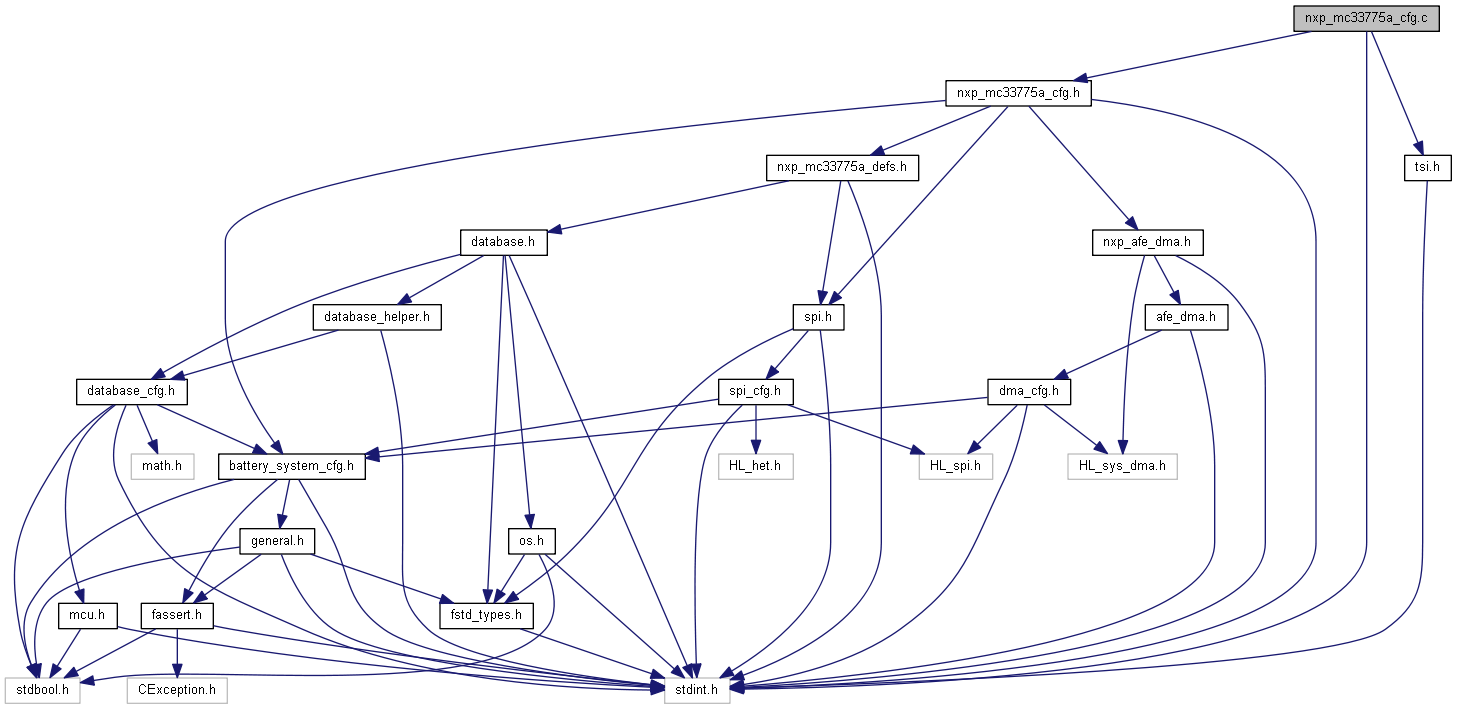 nxp_mc33775a_cfg.c
nxp_mc33775a_cfg.h
nxp_mc33775a_defs.h
tsi.h
database.h
nxp_afe_dma.h
database_helper.h
spi.h
afe_dma.h
database_cfg.h
spi_cfg.h
dma_cfg.h
math.h
battery_system_cfg.h
HL_het.h
HL_spi.h
HL_sys_dma.h
general.h
os.h
mcu.h
fassert.h
fstd_types.h
stdbool.h
CException.h
stdint.h